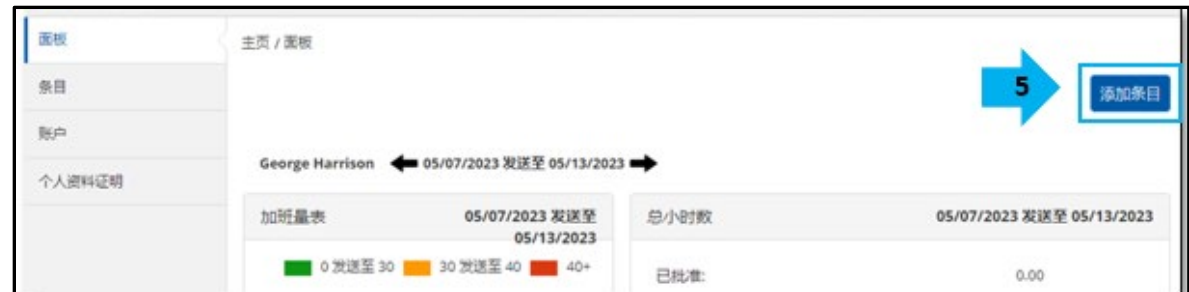 面板
主页 / 面板
条目
5
添加条目
账户
George Harrison 05/07/2023 发送至 05/13/2023
个人资料证明
加班量表 05/07/2023 发送至 05/13/2023
0 发送至 30 30 发送至 40 40+
总小时数 05/07/2023 发送至 05/13/2023
已批准: 0.00